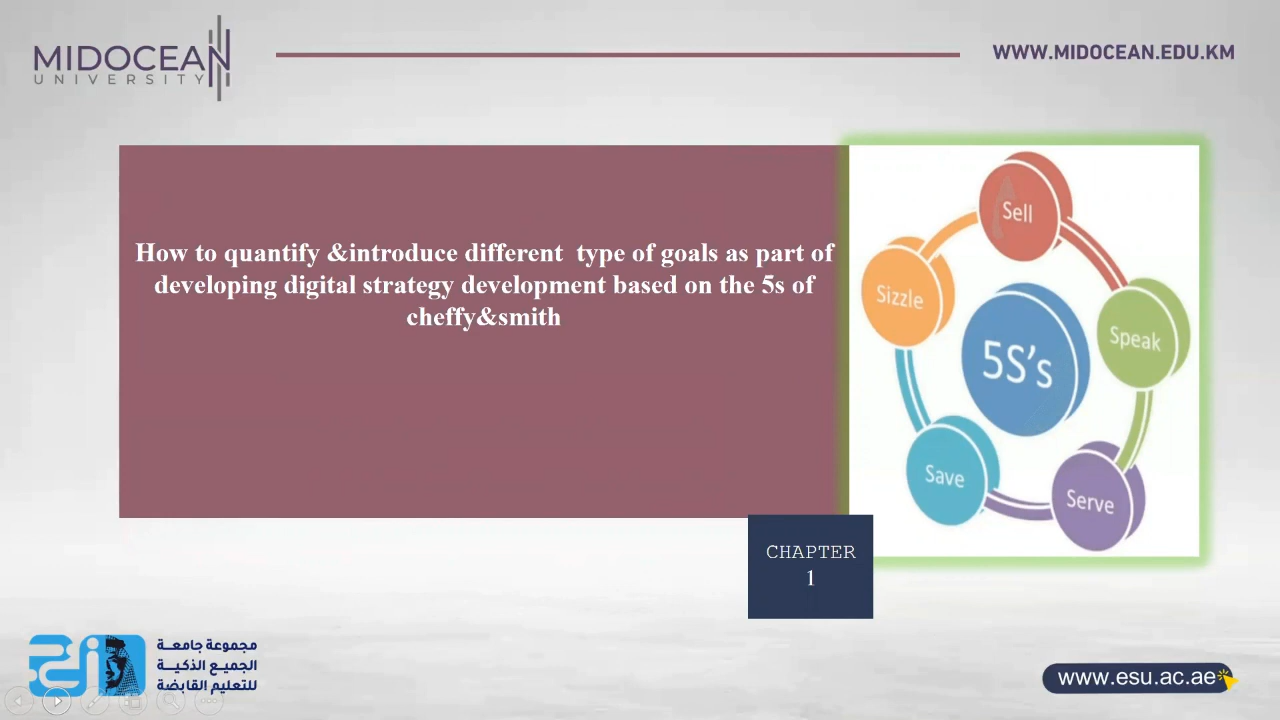 MIDOCEAN
UNIVERSITY
WWW.MIDOCEAN.EDU.KM
How to quantify &introduce different  type of goals as part of
developing digital strategy development based on the 5s of
cheffy&smith
Sell
Sizzle
Speak
5S's
Save
Serve
CHAPTER
1
مجموعة جامعة
الجميع الذكية
للتعليم القابضة
www.esu.ac.ae